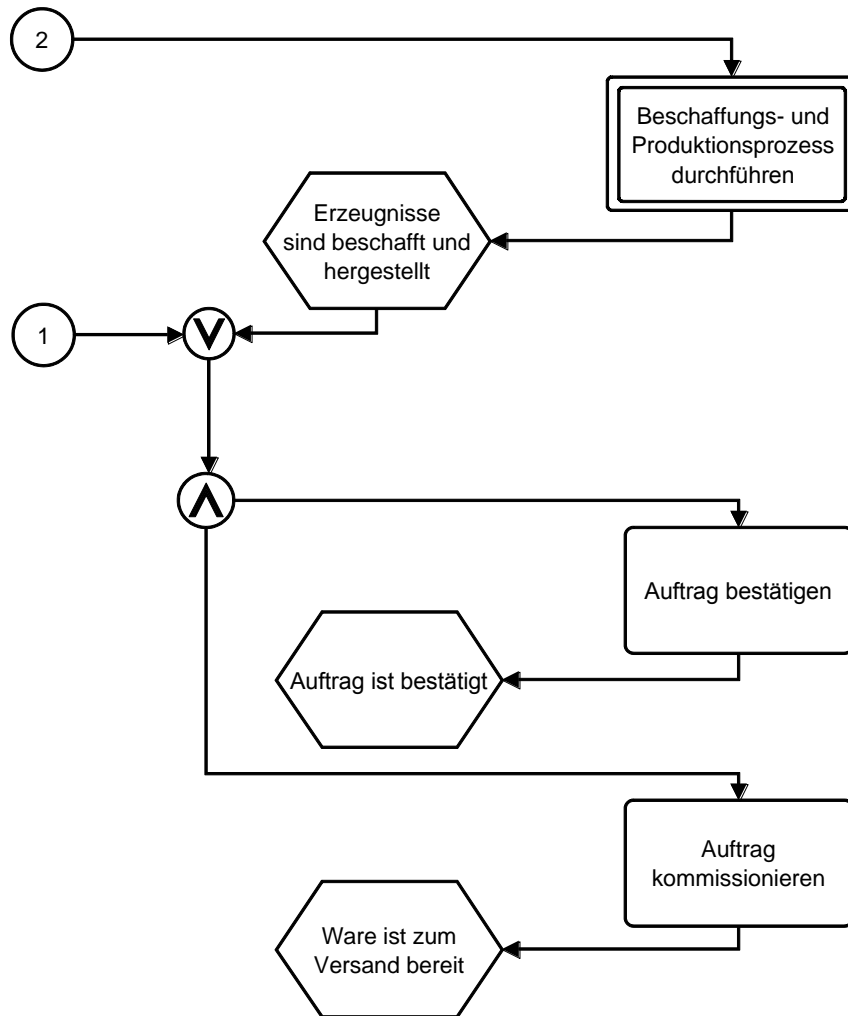 2
Beschaffungs- und
Produktionsprozess
durchführen
Erzeugnisse
sind beschafft und
hergestellt
1
Auftrag bestätigen
Auftrag ist bestätigt
Auftrag
kommissionieren
Ware ist zum
Versand bereit